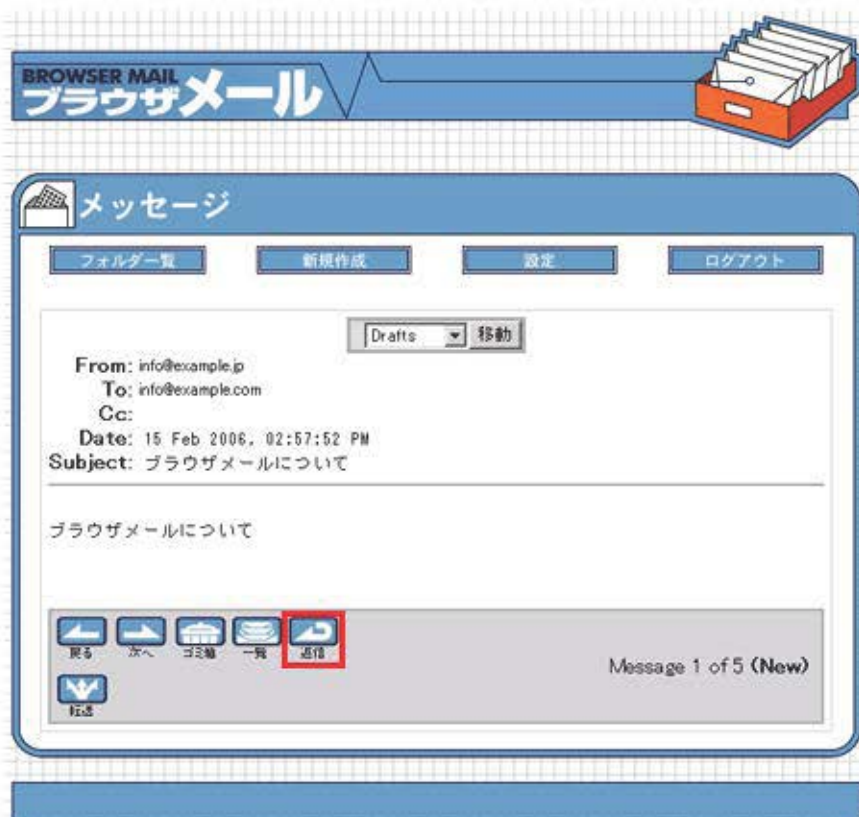 BROWSER MAIL
ブラウザメール
メッセージ
フォルダ一覧 新規作成 設定 ログアウト
Drafts 移動
From: info@example.jp
To: info@example.com
Cc:
Date: 15 Feb 2006, 02:57:52 PM
Subject: ブラウザメールについて
ブラウザメールについて
戻る 次へ ゴミ箱 一覧 返信
Message 1 of 5 (New)
転送